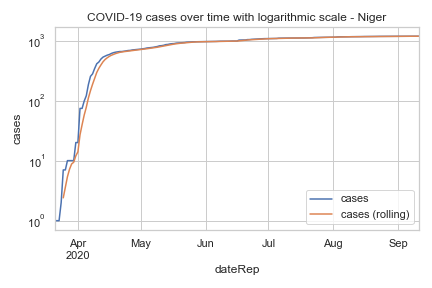 COVID-19 cases over time with logarithmic scale - Niger
10³
10²
10¹
10⁰
cases
Apr
2020
May
Jun
Jul
Aug
Sep
dateRep
cases
cases (rolling)